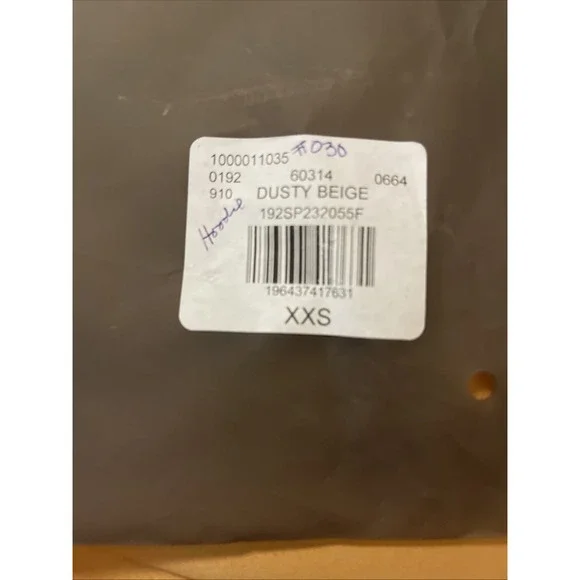 1000011035 #030
0192 60314 0664
910 DUSTY BEIGE
192SP232055F
Hoodie
196437417631
XXS